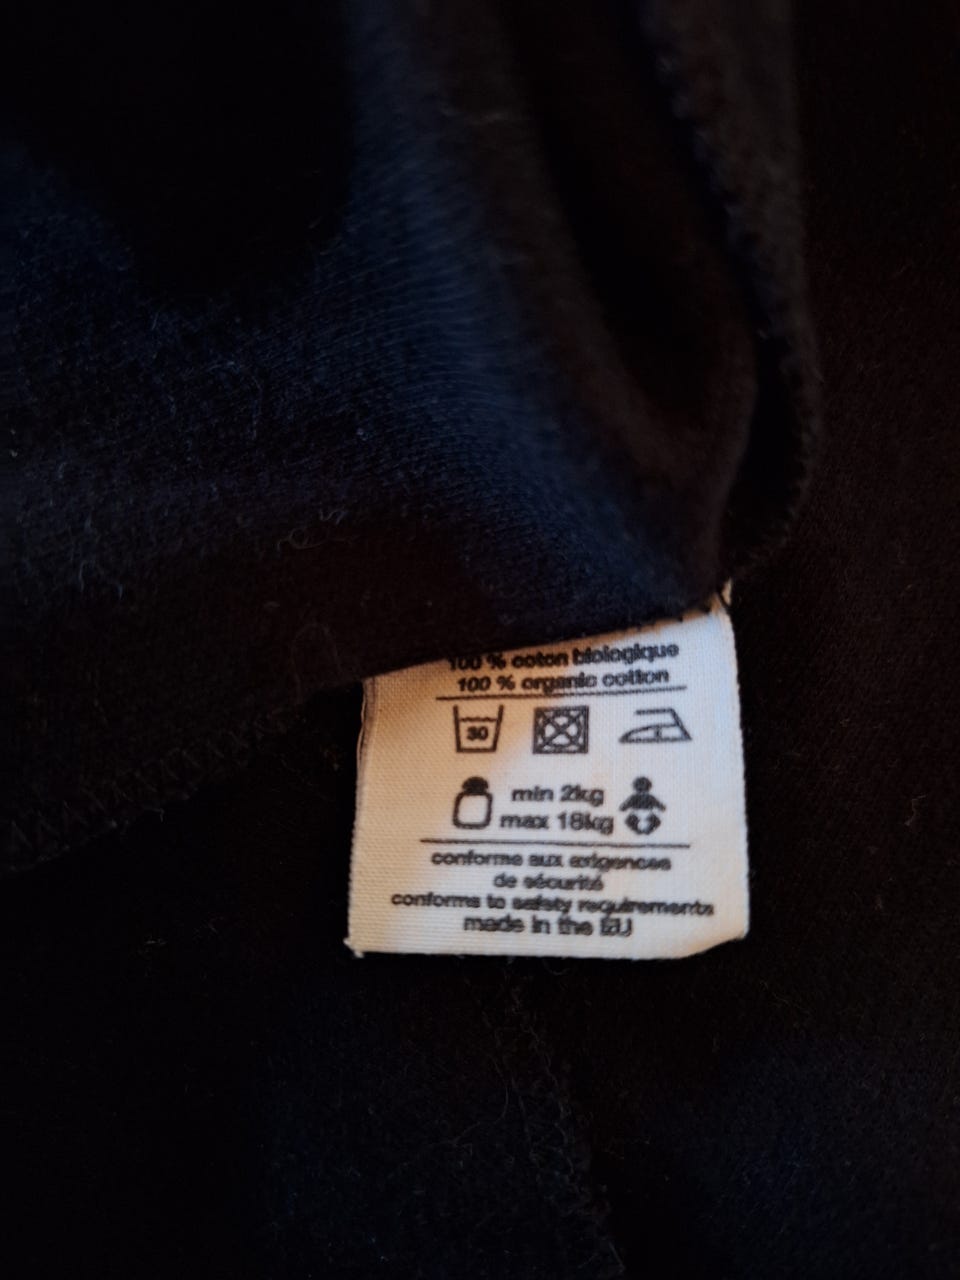 100 % coton biologique
100 % organic cotton
30
min 2kg
max 18kg
conforme aux exigences
de sécurité
conforms to safety requirements
made in the EU